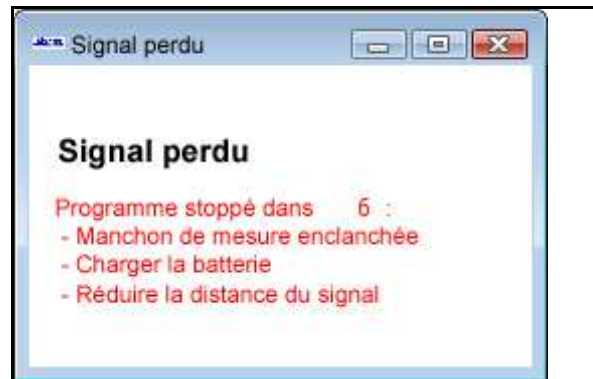 Signal perdu
Signal perdu
Programme stoppé dans 6 :
- Manchon de mesure enclanchée
- Charger la batterie
- Réduire la distance du signal